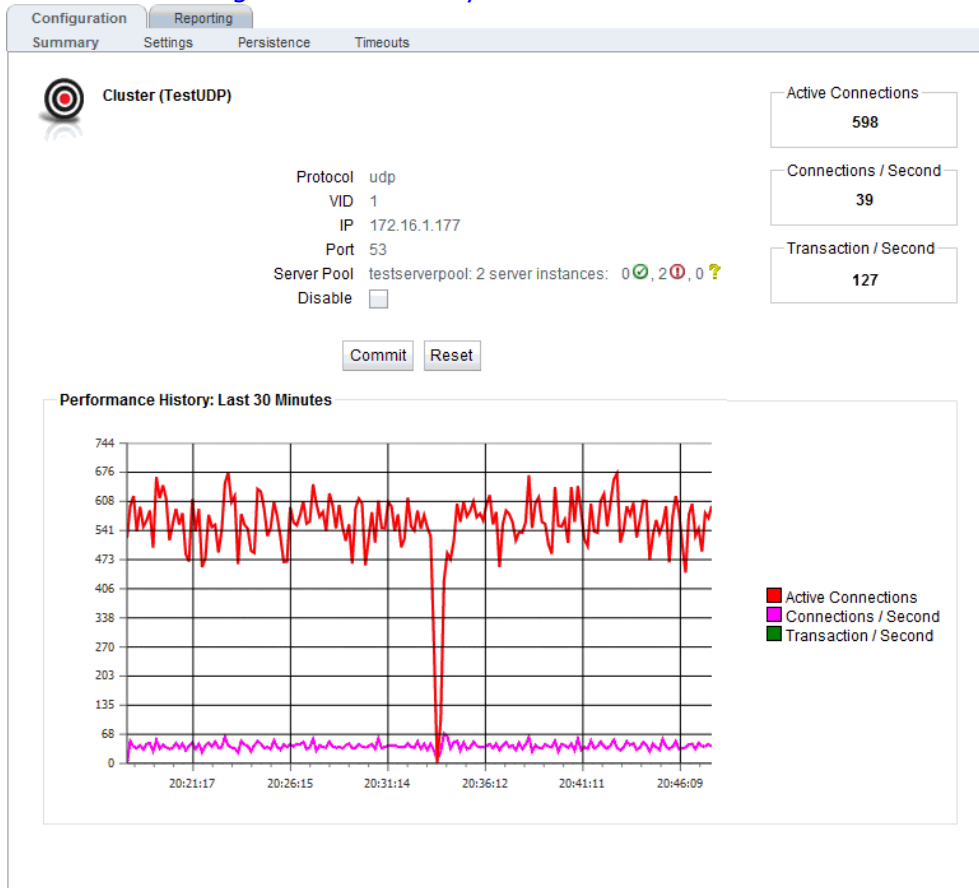 Configuration Reporting
Summary Settings Persistence Timeouts
Cluster (TestUDP)
Active Connections
598
Protocol udp
VID 1
IP 172.16.1.177
Port 53
Server Pool testserverpool: 2 server instances: 0 , 2 , 0 ?
Disable
Connections / Second
39
Transaction / Second
127
Commit Reset
Performance History: Last 30 Minutes
744
676
608
541
473
406
338
270
203
135
68
0
20:21:17 20:26:15 20:31:14 20:36:12 20:41:11 20:46:09
Active Connections
Connections / Second
Transaction / Second